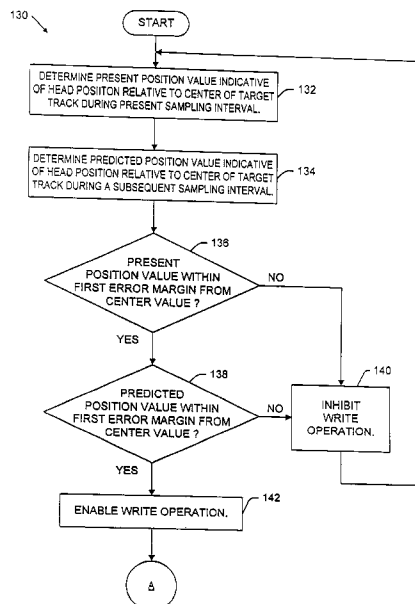 130
START
DETERMINE PRESENT POSITION VALUE INDICATIVE
OF HEAD POSIITON RELATIVE TO CENTER OF TARGET
TRACK DURING PRESENT SAMPLING INTERVAL.
132
DETERMINE PREDICTED POSITION VALUE INDICATIVE
OF HEAD POSITION RELATIVE TO CENTER OF TARGET
TRACK DURING A SUBSEQUENT SAMPLING INTERVAL.
134
136
PRESENT
POSITION VALUE WITHIN
FIRST ERROR MARGIN FROM
CENTER VALUE ?
NO
YES
138
PREDICTED
POSITION VALUE WITHIN
FIRST ERROR MARGIN FROM
CENTER VALUE ?
NO
140
INHIBIT
WRITE
OPERATION.
YES
142
ENABLE WRITE OPERATION.
A